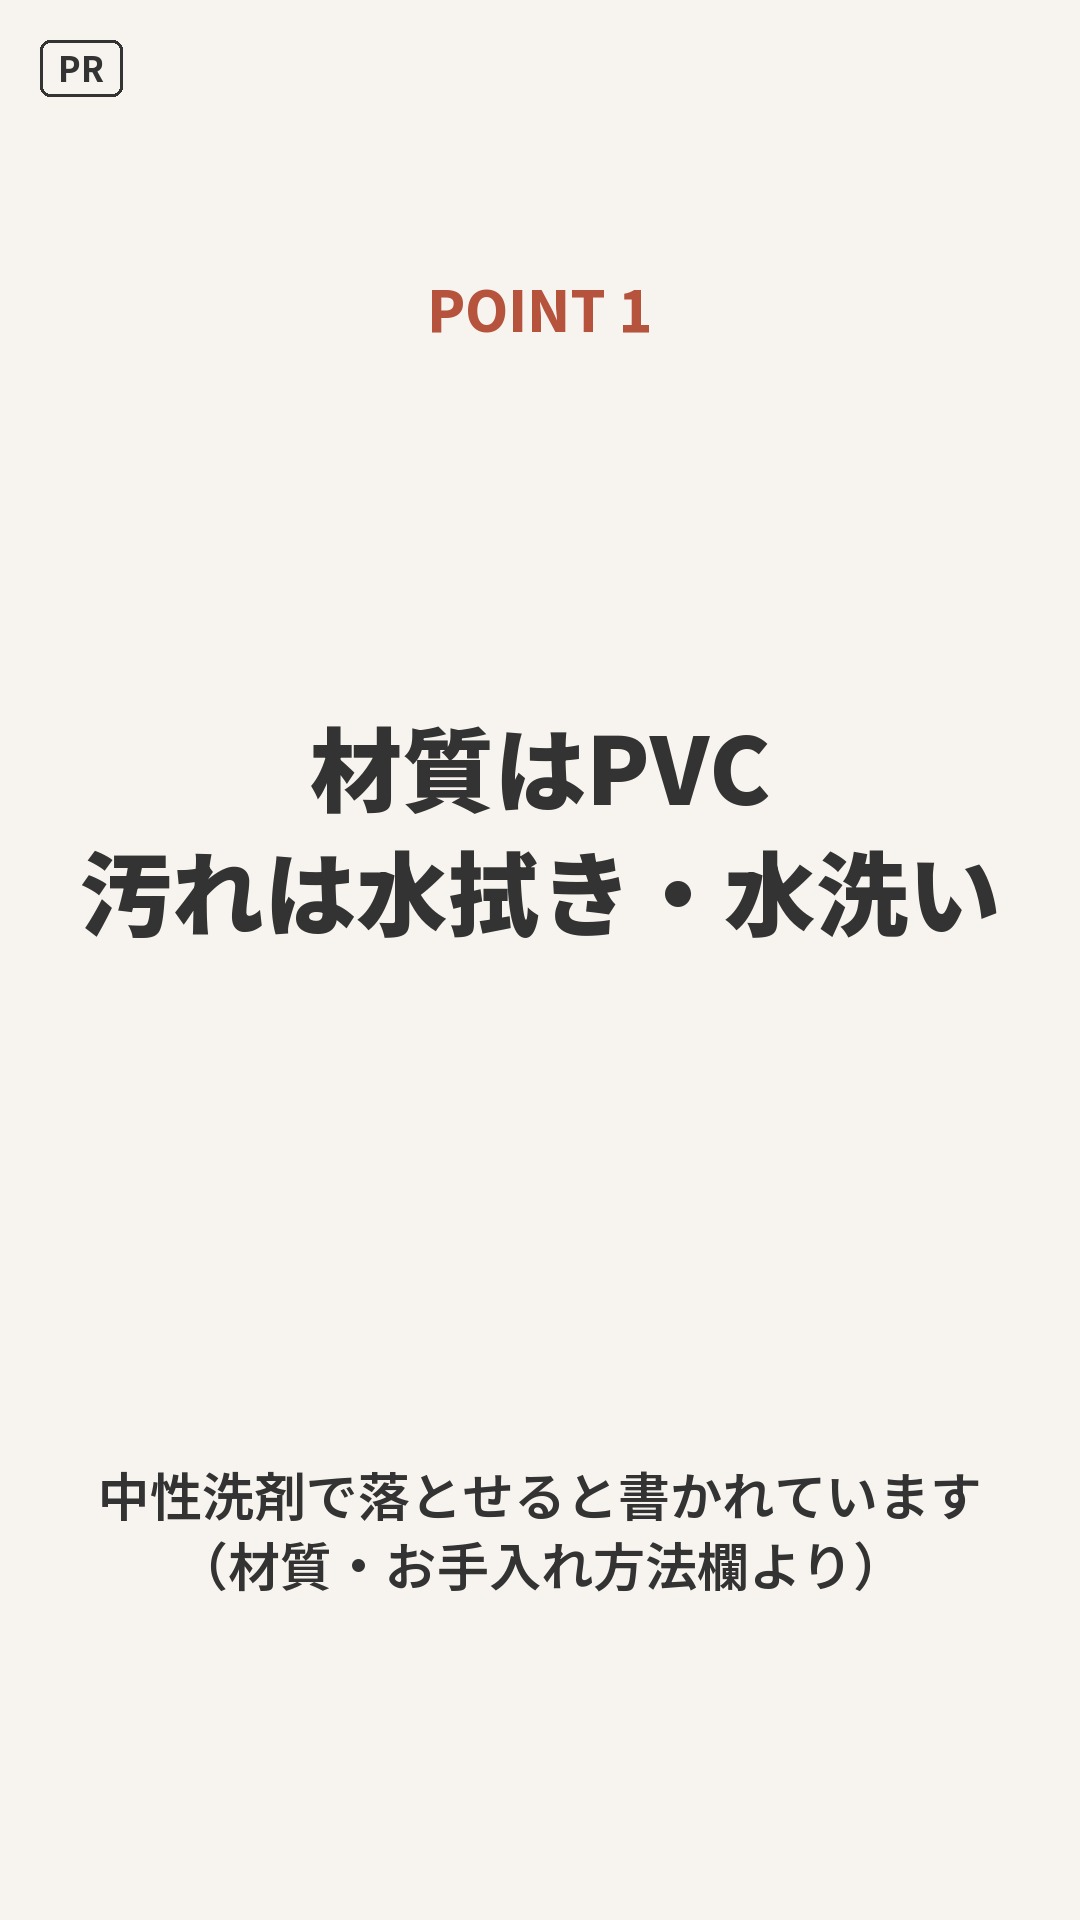 PR
POINT 1
材質はPVC
汚れは水拭き・水洗い
中性洗剤で落とせると書かれています
（材質・お手入れ方法欄より）